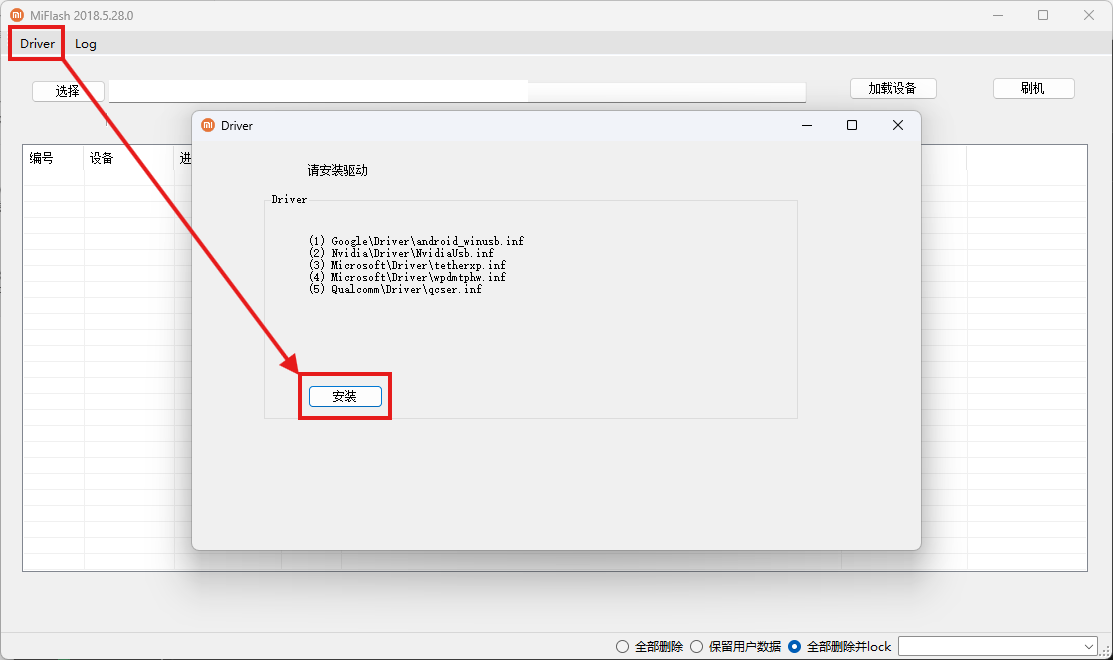 MiFlash 2018.5.28.0
Driver Log
选择
加载设备
刷机
编号 设备 进
Driver
请安装驱动
Driver
(1) Google\Driver\android_winusb.inf
(2) Nvidia\Driver\NvidiaUsb.inf
(3) Microsoft\Driver\tetherxp.inf
(4) Microsoft\Driver\wpdmtphw.inf
(5) Qualcomm\Driver\qcser.inf
安装
全部删除 保留用户数据 全部删除并lock